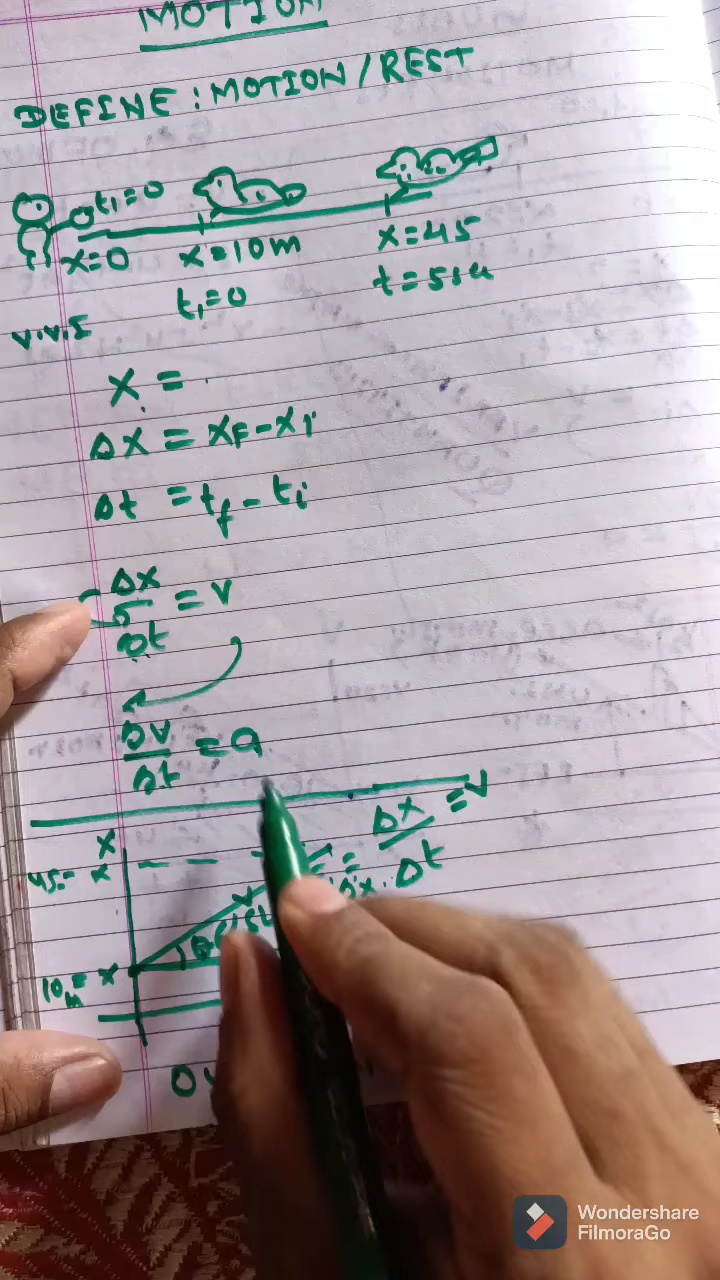 MOTION
DEFINE : MOTION / REST
t₁=0
x=0
x=10m
x=45
t₁=0
v.v.I
x =
Δx = xF - xi
Δt = tf - ti
Δx
Δt
= v
Δv
Δt
= a
x
45
10m
=
Δx
Δt
= v
Wondershare
FilmoraGo